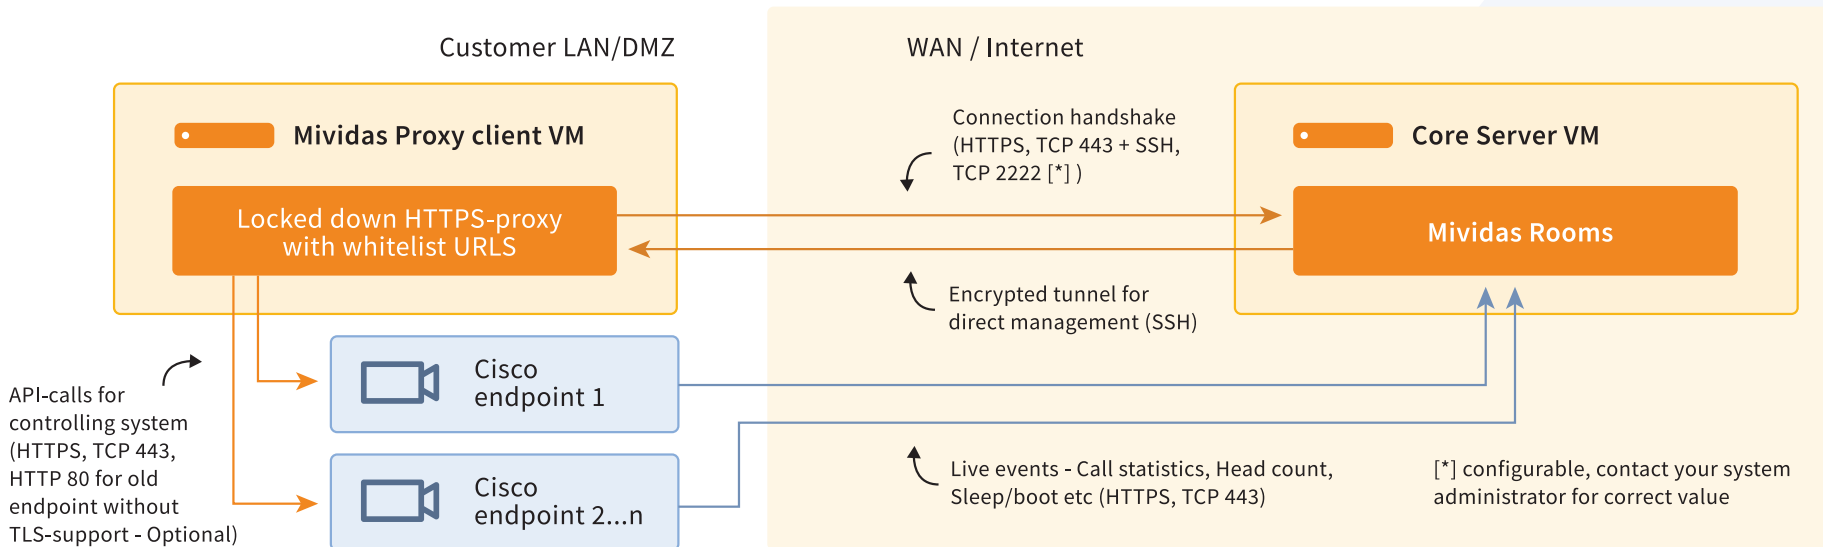 Customer LAN/DMZ
WAN / Internet
Mividas Proxy client VM
Locked down HTTPS-proxy
with whitelist URLS
Connection handshake
(HTTPS, TCP 443 + SSH,
TCP 2222 [*] )
Core Server VM
Mividas Rooms
Encrypted tunnel for
direct management (SSH)
Cisco
endpoint 1
API-calls for
controlling system
(HTTPS, TCP 443,
HTTP 80 for old
endpoint without
TLS-support - Optional)
Cisco
endpoint 2...n
Live events - Call statistics, Head count,
Sleep/boot etc (HTTPS, TCP 443)
[*] configurable, contact your system
administrator for correct value